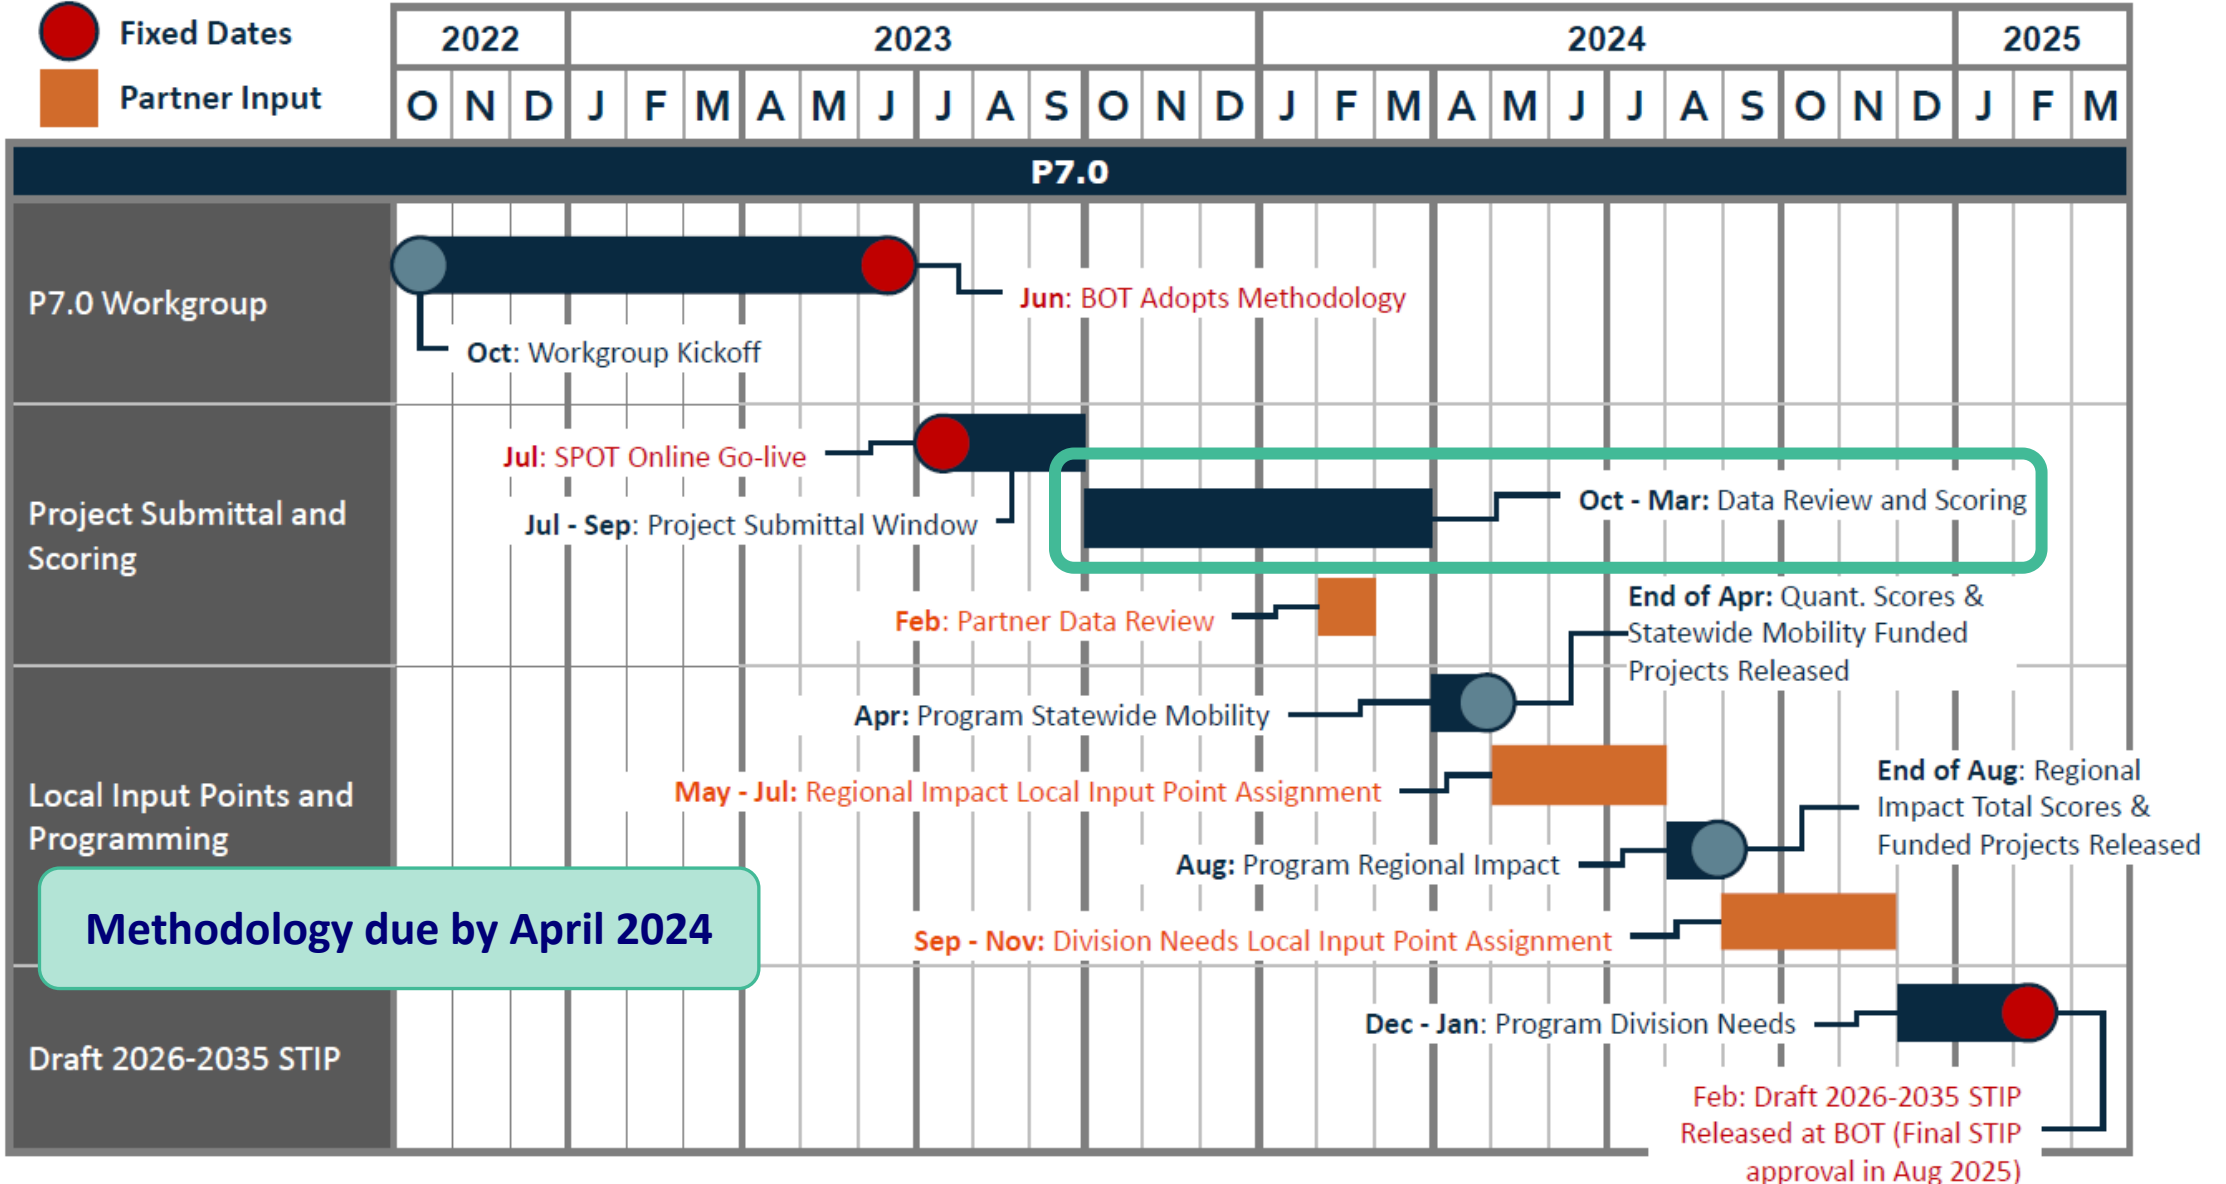 Fixed Dates
Partner Input
2022 2023 2024 2025
O N D J F M A M J J A S O N D J F M A M J J A S O N D J F M
P7.0
P7.0 Workgroup
Jun: BOT Adopts Methodology
Oct: Workgroup Kickoff
Project Submittal and
Scoring
Jul: SPOT Online Go-live
Jul - Sep: Project Submittal Window
Oct - Mar: Data Review and Scoring
Feb: Partner Data Review
End of Apr: Quant. Scores &
Statewide Mobility Funded
Projects Released
Local Input Points and
Programming
Apr: Program Statewide Mobility
May - Jul: Regional Impact Local Input Point Assignment
End of Aug: Regional
Impact Total Scores &
Funded Projects Released
Aug: Program Regional Impact
Methodology due by April 2024
Sep - Nov: Division Needs Local Input Point Assignment
Draft 2026-2035 STIP
Dec - Jan: Program Division Needs
Feb: Draft 2026-2035 STIP
Released at BOT (Final STIP
approval in Aug 2025)